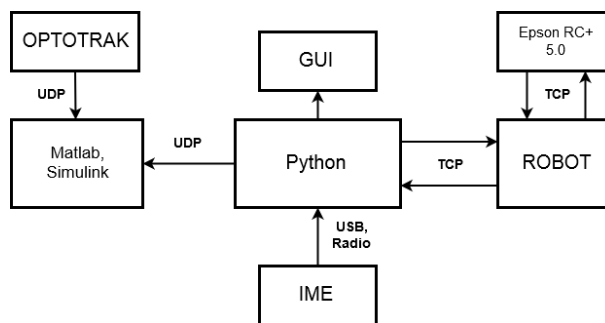 OPTOTRAK
Epson RC+
5.0
GUI
UDP
TCP
Matlab,
Simulink
UDP
Python
TCP
ROBOT
USB,
Radio
IME